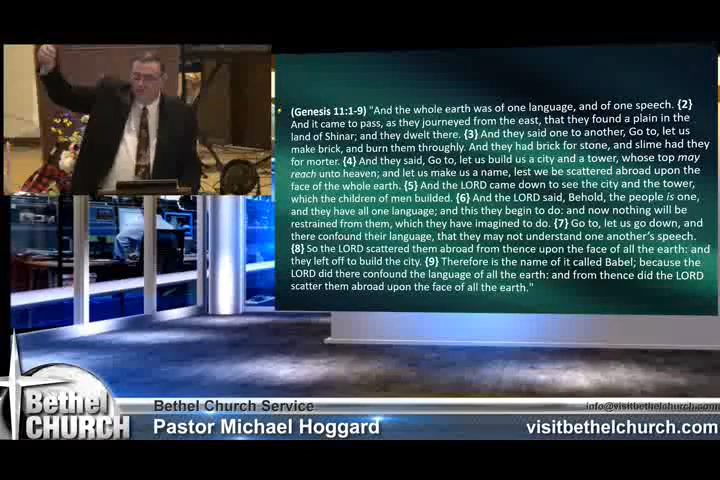 (Genesis 11:1-9) "And the whole earth was of one language, and of one speech. {2}
And it came to pass, as they journeyed from the east, that they found a plain in the
land of Shinar; and they dwelt there. {3} And they said one to another, Go to, let us
make brick, and burn them throughly. And they had brick for stone, and slime had they
for morter. {4} And they said, Go to, let us build us a city and a tower, whose top may
reach unto heaven; and let us make us a name, lest we be scattered abroad upon the
face of the whole earth. {5} And the LORD came down to see the city and the tower,
which the children of men builded. {6} And the LORD said, Behold, the people is one,
and they have all one language; and this they begin to do: and now nothing will be
restrained from them, which they have imagined to do. {7} Go to, let us go down, and
there confound their language, that they may not understand one another's speech.
{8} So the LORD scattered them abroad from thence upon the face of all the earth: and
they left off to build the city. {9} Therefore is the name of it called Babel; because the
LORD did there confound the language of all the earth: and from thence did the LORD
scatter them abroad upon the face of all the earth."
Bethel
CHURCH
Bethel Church Service
info@visitbethelchurch.com
Pastor Michael Hoggard
visitbethelchurch.com